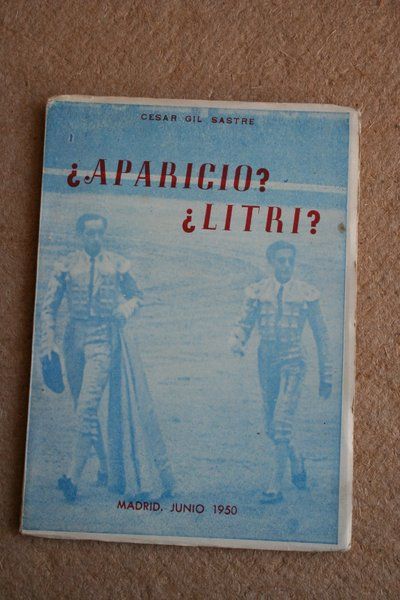 CESAR GIL SASTRE
¿APARICIO?
¿LITRI?
MADRID, JUNIO 1950